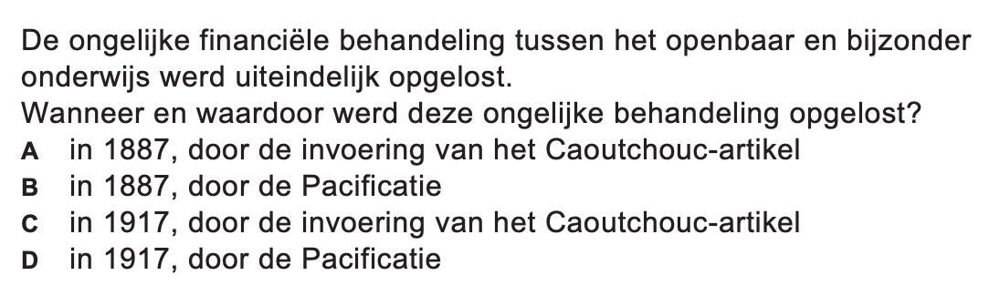 De ongelijke financiële behandeling tussen het openbaar en bijzonder
onderwijs werd uiteindelijk opgelost.
Wanneer en waardoor werd deze ongelijke behandeling opgelost?
A in 1887, door de invoering van het Caoutchouc-artikel
B in 1887, door de Pacificatie
C in 1917, door de invoering van het Caoutchouc-artikel
D in 1917, door de Pacificatie